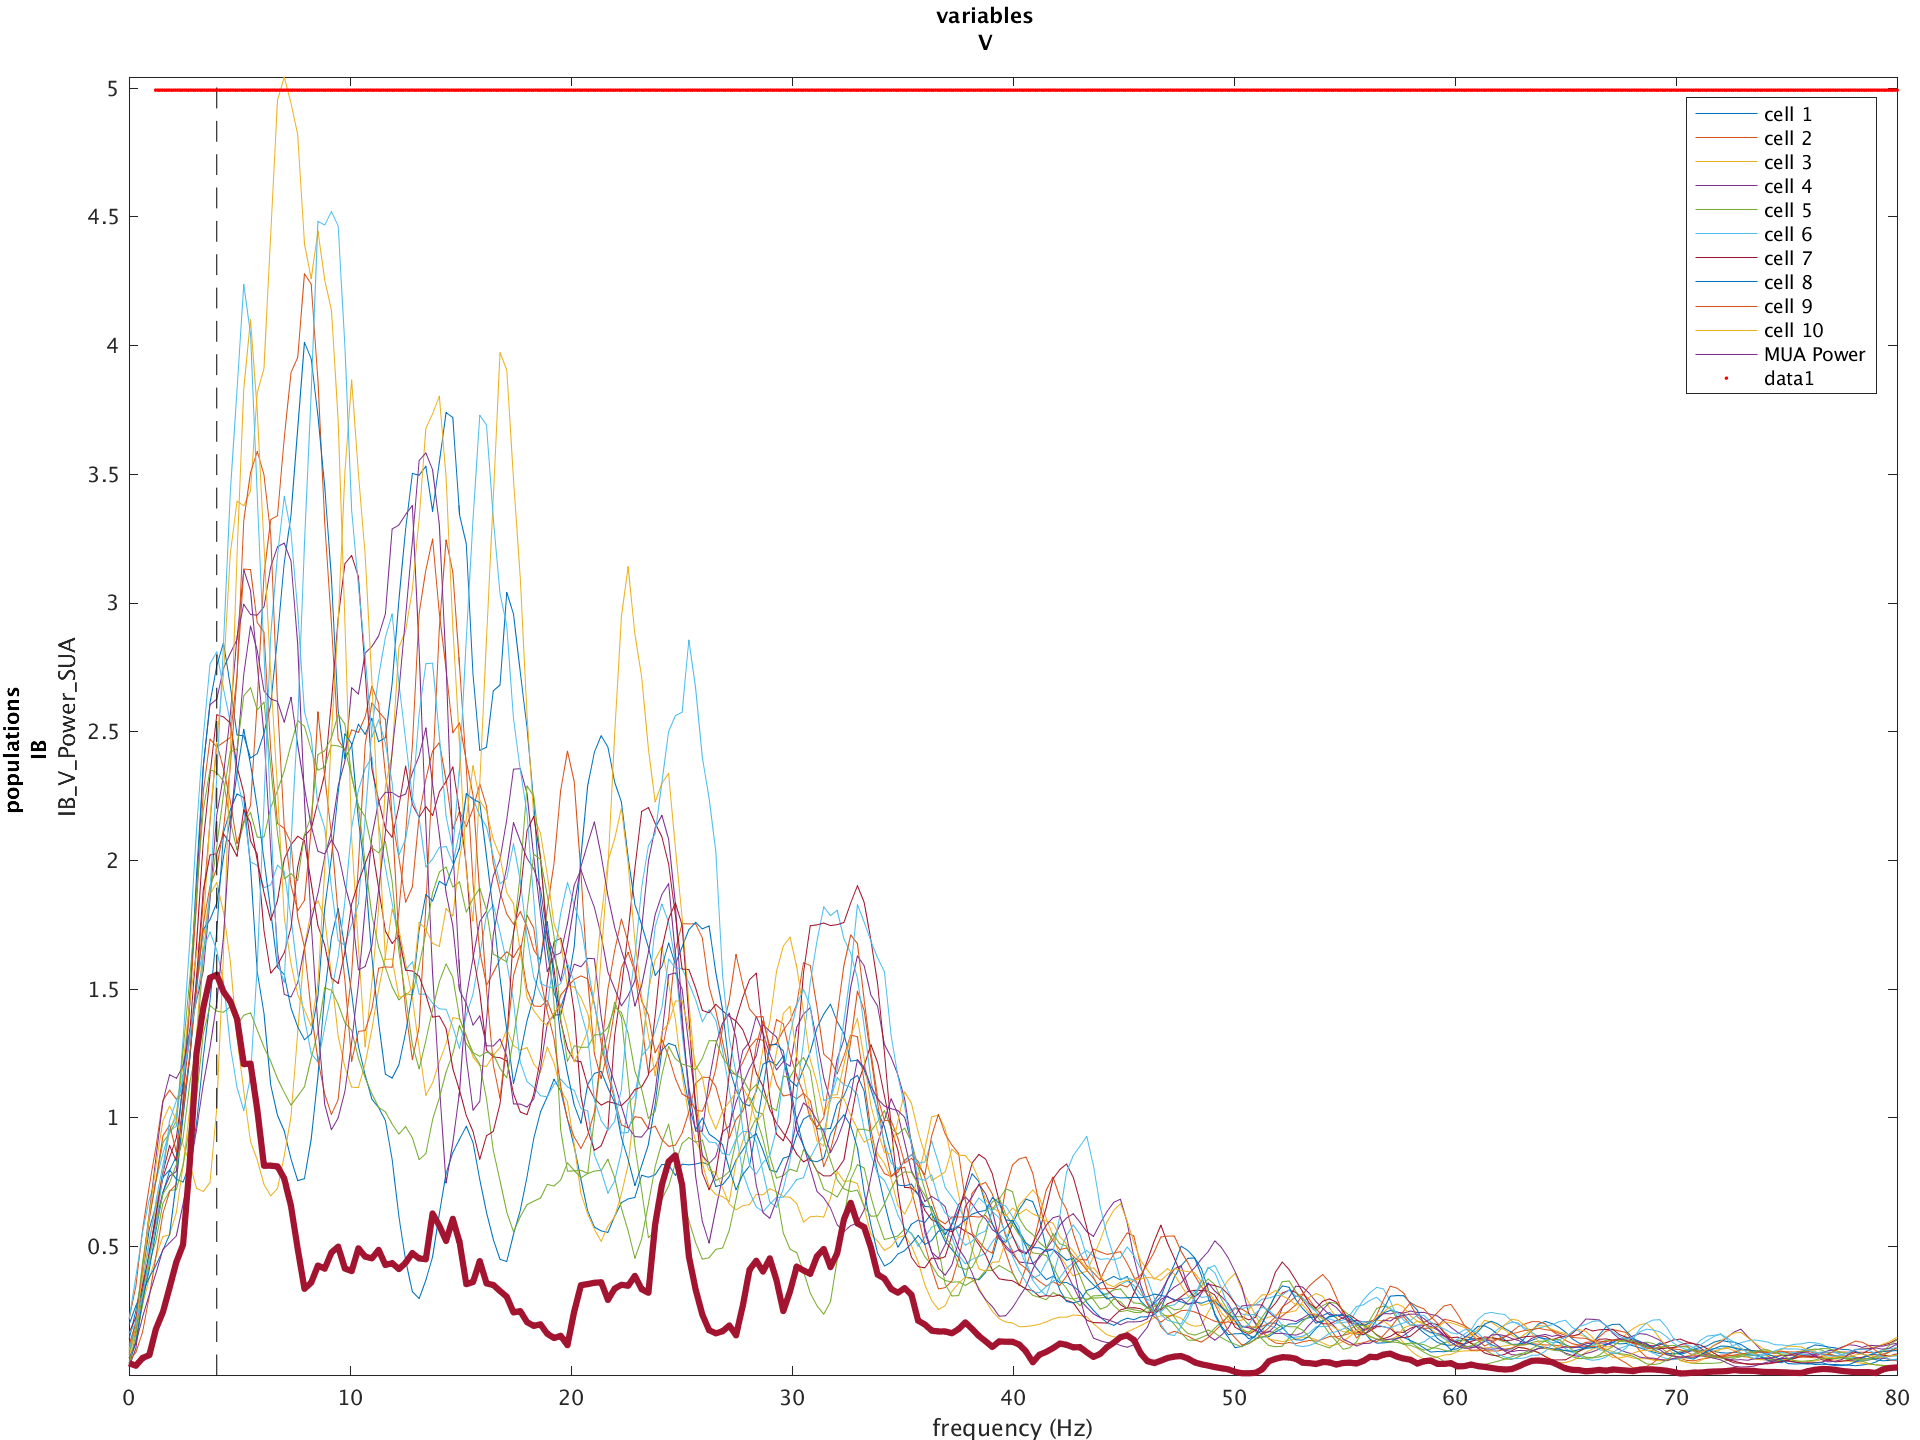 variables
V
populations
IB
IB_V_Power_SUA
5
4.5
4
3.5
3
2.5
2
1.5
1
0.5
cell 1
cell 2
cell 3
cell 4
cell 5
cell 6
cell 7
cell 8
cell 9
cell 10
MUA Power
data1
0 10 20 30 40 50 60 70 80
frequency (Hz)